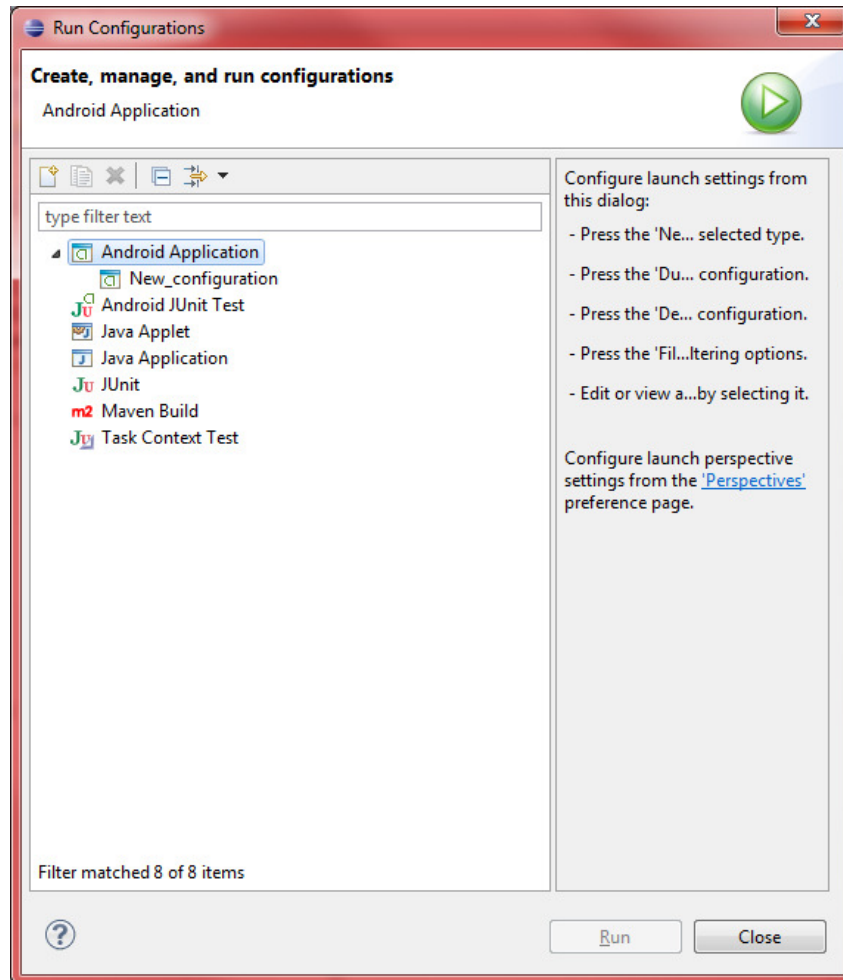 Run Configurations
Create, manage, and run configurations
Android Application
type filter text
Android Application
New_configuration
Android JUnit Test
Java Applet
Java Application
JUnit
m2 Maven Build
Task Context Test
Filter matched 8 of 8 items
Configure launch settings from
this dialog:
- Press the 'Ne... selected type.
- Press the 'Du... configuration.
- Press the 'De... configuration.
- Press the 'Fil...ltering options.
- Edit or view a...by selecting it.
Configure launch perspective
settings from the 'Perspectives'
preference page.
Run
Close